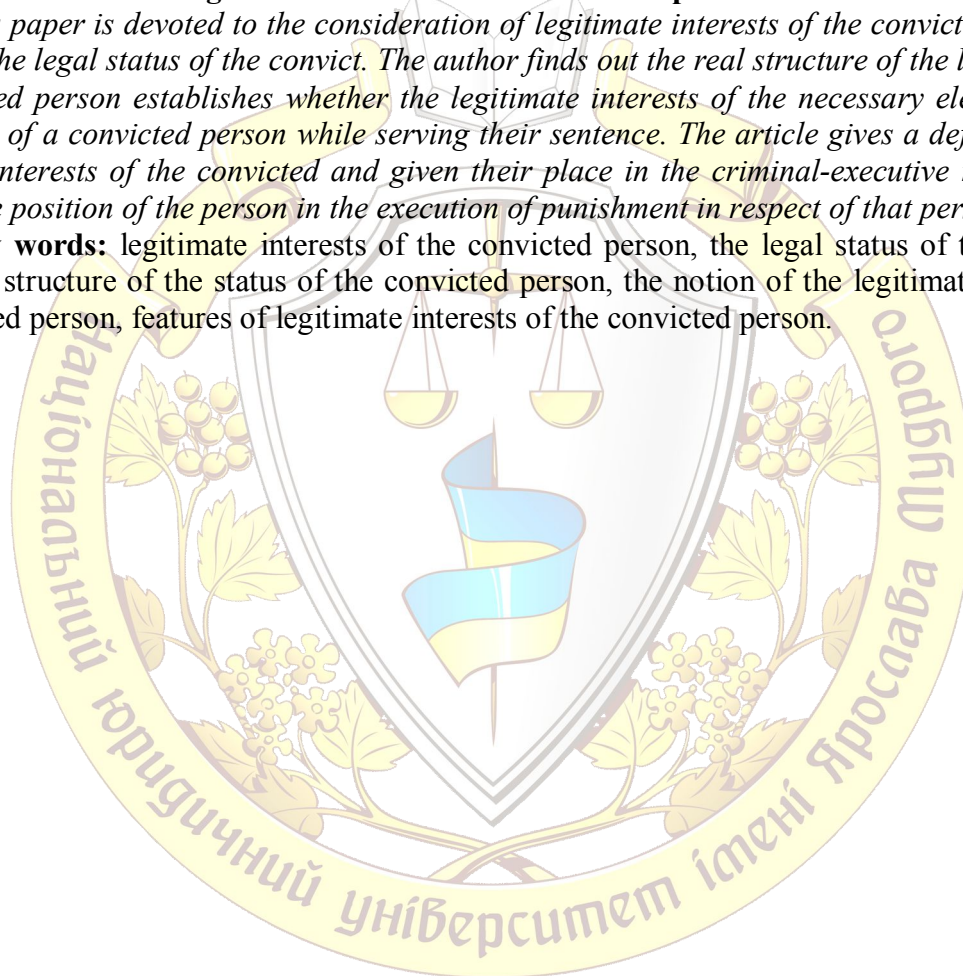 paper is devoted to the consideration of legitimate interests of the convict
he legal status of the convict. The author finds out the real structure of the l
ed person establishes whether the legitimate interests of the necessary ele
of a convicted person while serving their sentence. The article gives a de
nterests of the convicted and given their place in the criminal-executive
e position of the person in the execution of punishment in respect of that per
words: legitimate interests of the convicted person, the legal status of t
structure of the status of the convicted person, the notion of the legitimat
ed person, features of legitimate interests of the convicted person.
Національний юридичний університет імені Ярослава Мудрого